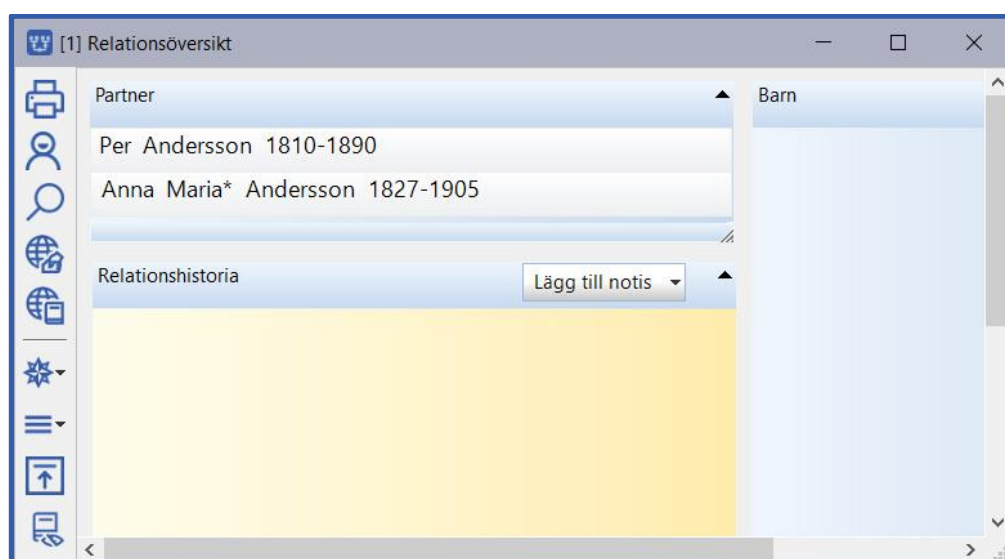 [1] Relationsöversikt
Partner
Per Andersson 1810-1890
Anna Maria* Andersson 1827-1905
Relationshistoria
Lägg till notis
Barn